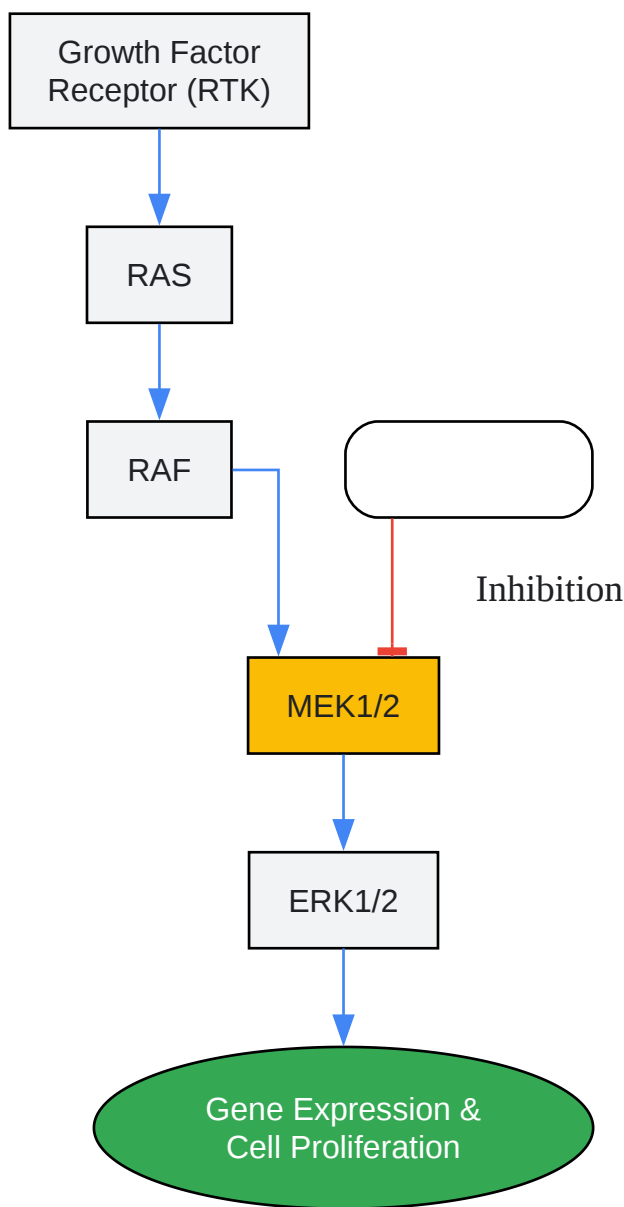 Growth Factor
Receptor (RTK)
RAS
RAF
Inhibition
MEK1/2
ERK1/2
Gene Expression &
Cell Proliferation